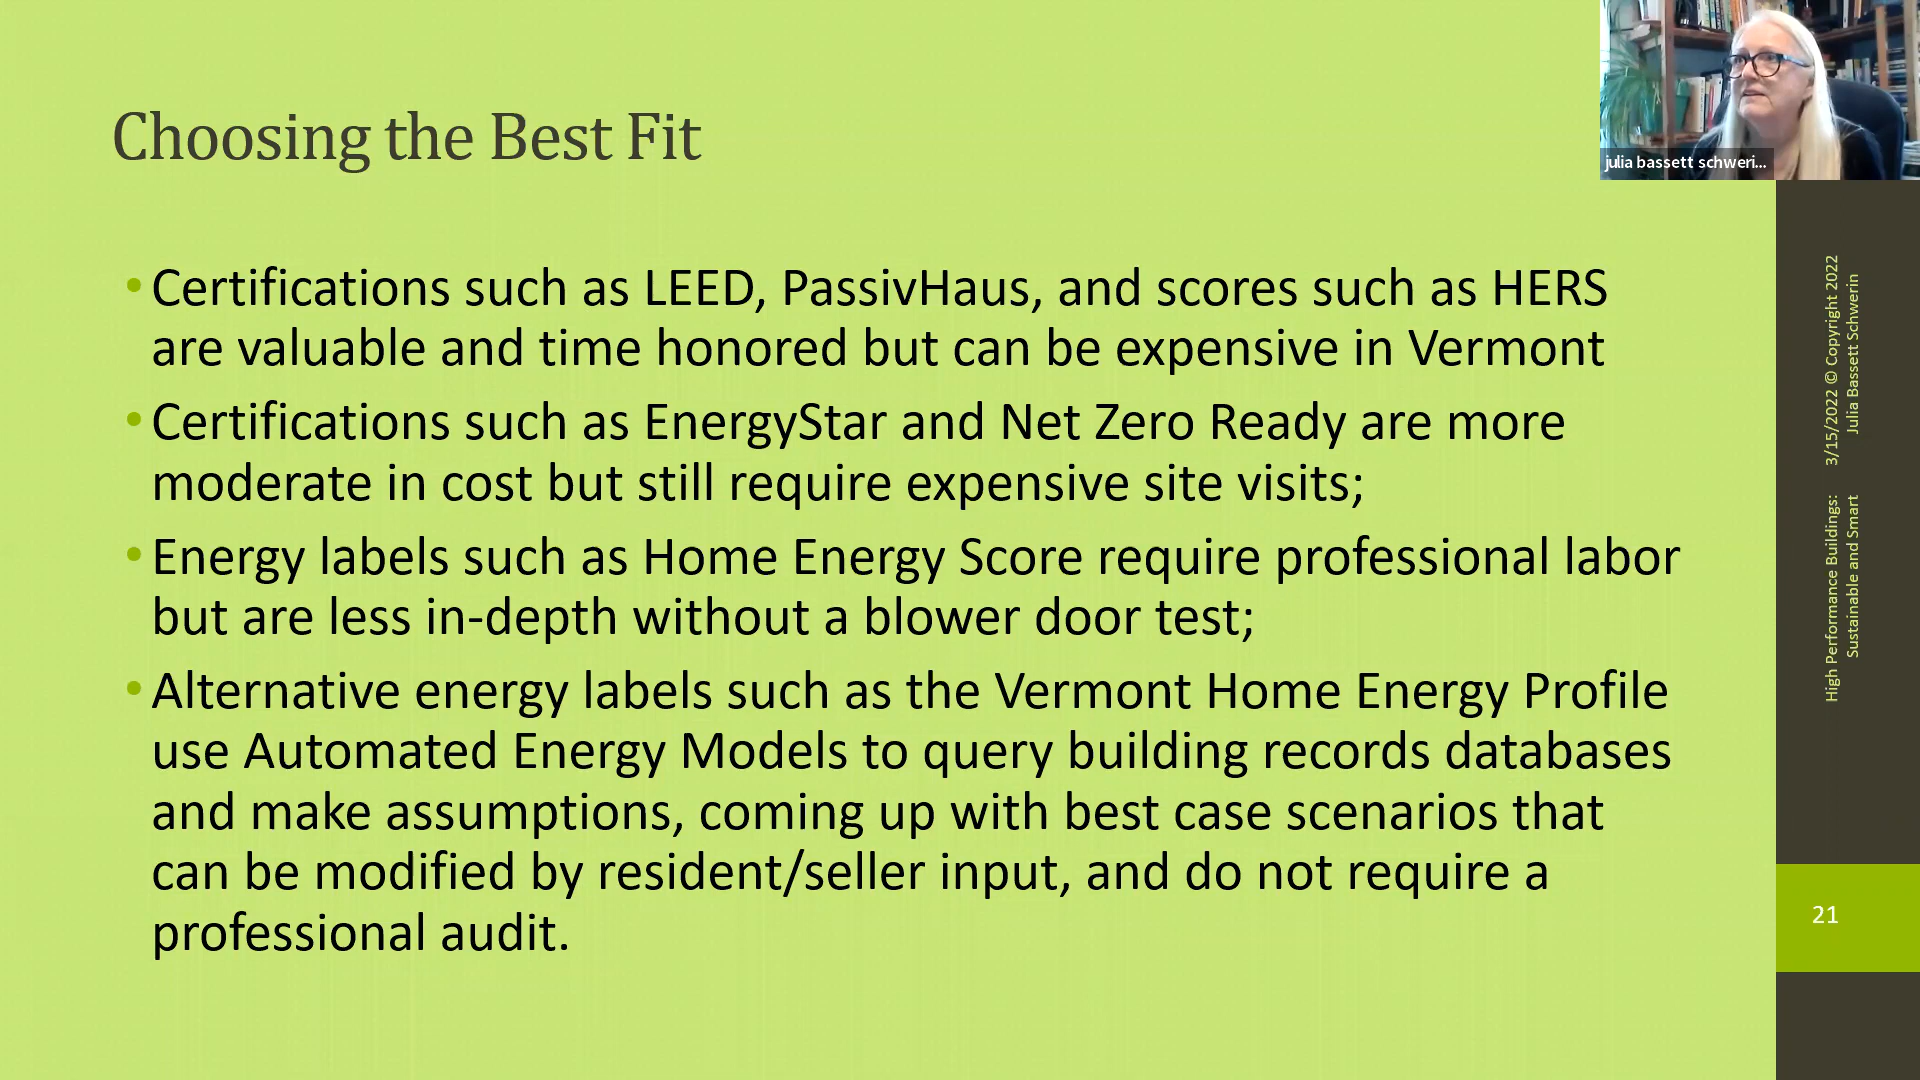 Choosing the Best Fit
julia bassett schweri...
• Certifications such as LEED, PassivHaus, and scores such as HERS
are valuable and time honored but can be expensive in Vermont
• Certifications such as EnergyStar and Net Zero Ready are more
moderate in cost but still require expensive site visits;
• Energy labels such as Home Energy Score require professional labor
but are less in-depth without a blower door test;
• Alternative energy labels such as the Vermont Home Energy Profile
use Automated Energy Models to query building records databases
and make assumptions, coming up with best case scenarios that
can be modified by resident/seller input, and do not require a
professional audit.
3/15/2022 © Copyright 2022
Julia Bassett Schwerin
High Performance Buildings:
Sustainable and Smart
21